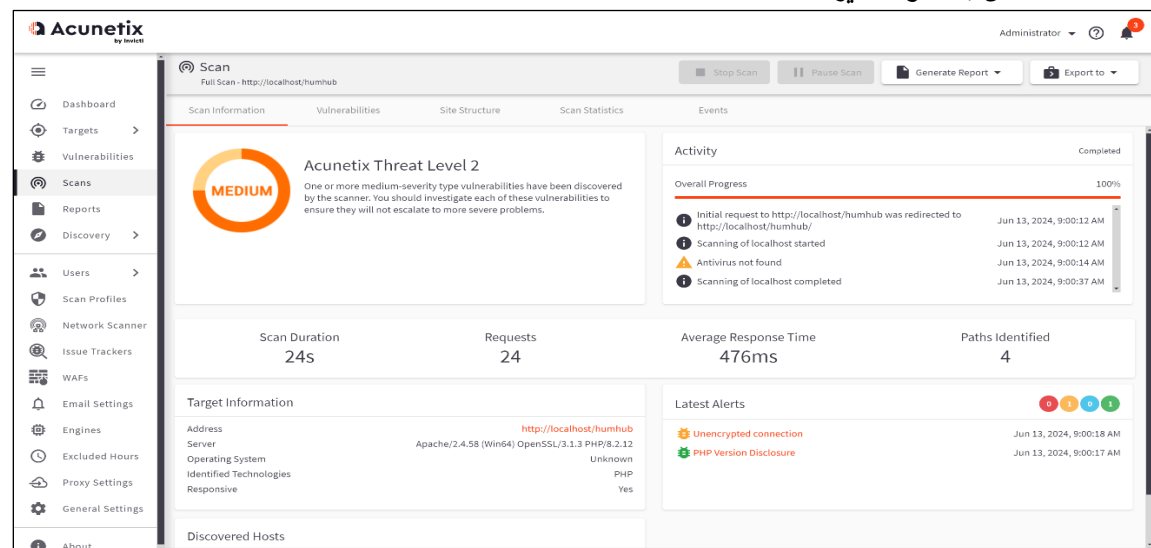 Acunetix
by Invicti
Administrator
3
Scan
Full Scan - http://localhost/humhub
Stop Scan
Pause Scan
Generate Report
Export to
Dashboard
Targets
Vulnerabilities
Scans
Reports
Discovery
Users
Scan Profiles
Network Scanner
Issue Trackers
WAFs
Email Settings
Engines
Excluded Hours
Proxy Settings
General Settings
About
Scan Information Vulnerabilities Site Structure Scan Statistics Events
MEDIUM
Acunetix Threat Level 2
One or more medium-severity type vulnerabilities have been discovered
by the scanner. You should investigate each of these vulnerabilities to
ensure they will not escalate to more severe problems.
Activity Completed
Overall Progress 100%
Initial request to http://localhost/humhub was redirected to
http://localhost/humhub/ Jun 13, 2024, 9:00:12 AM
Scanning of localhost started Jun 13, 2024, 9:00:12 AM
Antivirus not found Jun 13, 2024, 9:00:14 AM
Scanning of localhost completed Jun 13, 2024, 9:00:37 AM
Scan Duration Requests Average Response Time Paths Identified
24s 24 476ms 4
Target Information
Address http://localhost/humhub
Server Apache/2.4.58 (Win64) OpenSSL/3.1.3 PHP/8.2.12
Operating System Unknown
Identified Technologies PHP
Responsive Yes
Latest Alerts 0 1 0 1
Unencrypted connection Jun 13, 2024, 9:00:18 AM
PHP Version Disclosure Jun 13, 2024, 9:00:17 AM
Discovered Hosts